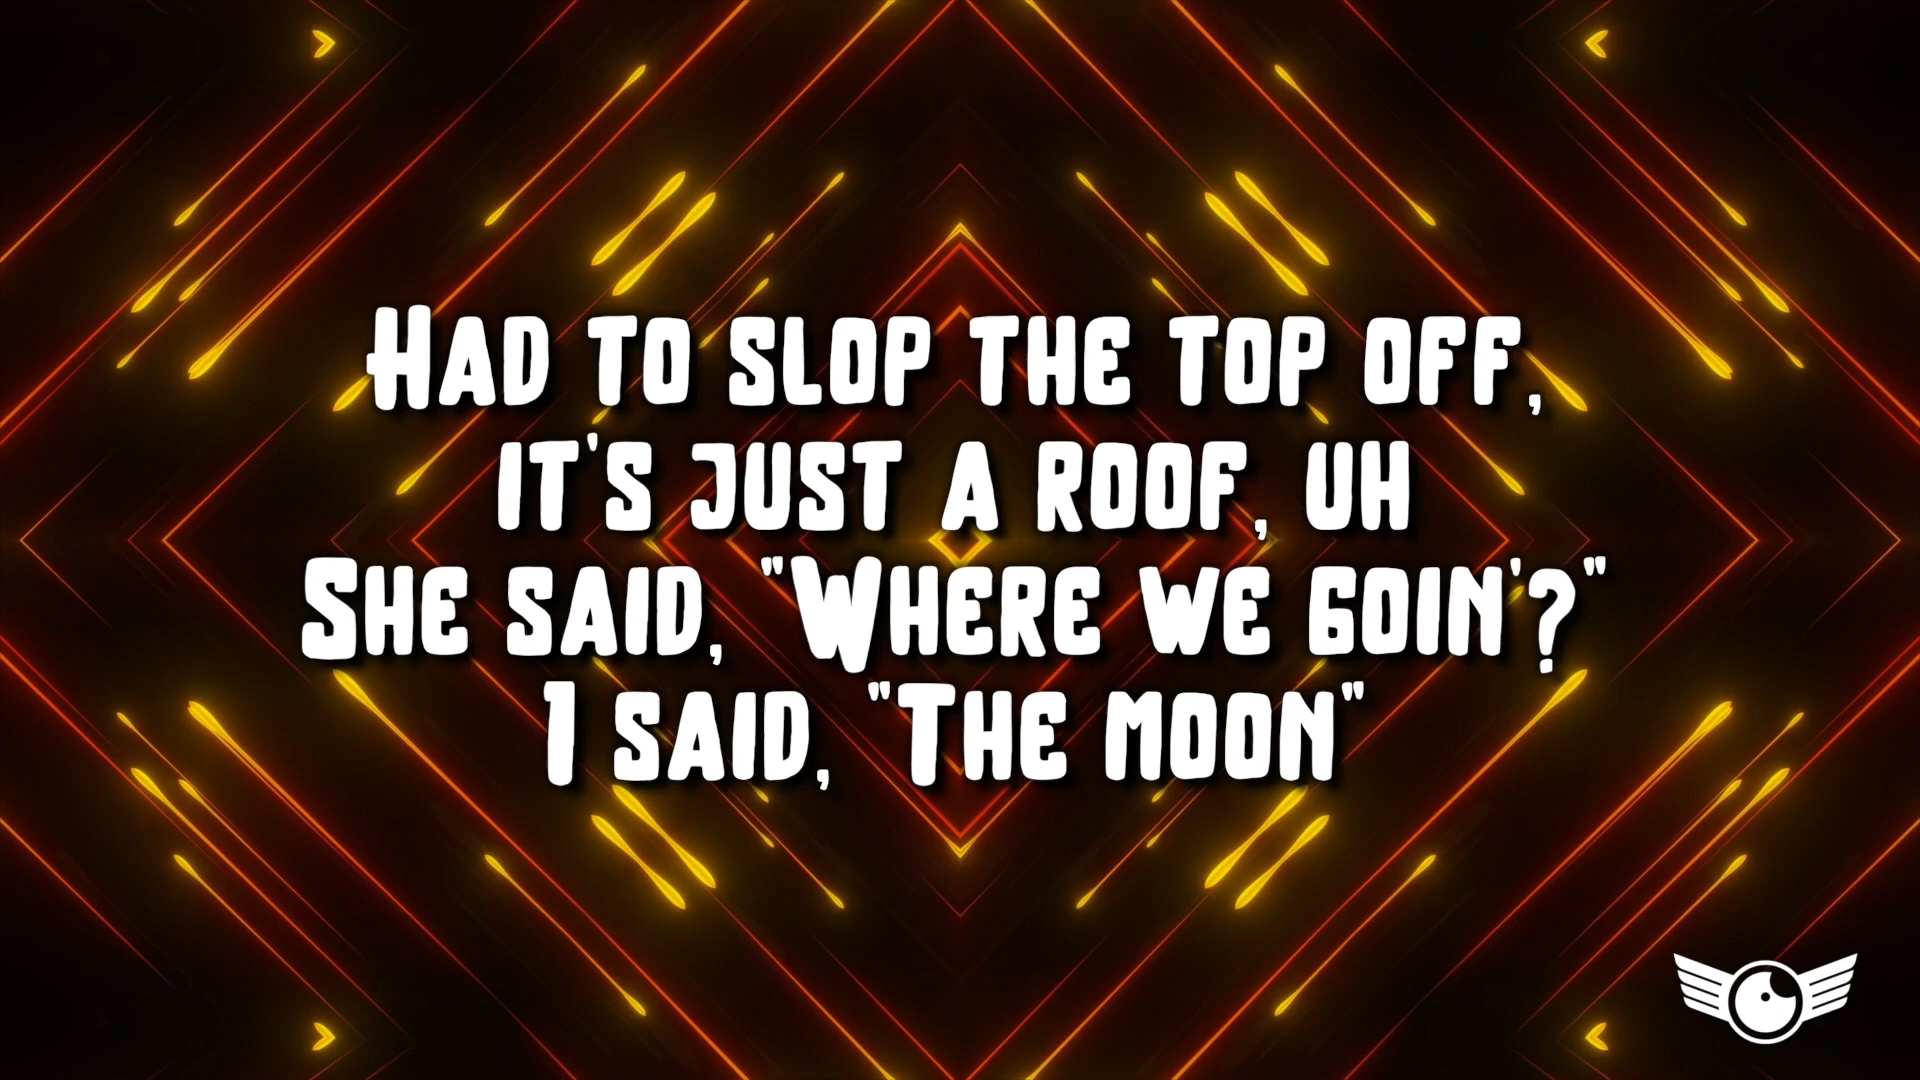 Had to slop the top off,
it's just a roof, uh
She said, "Where we goin'?"
I said, "The moon"